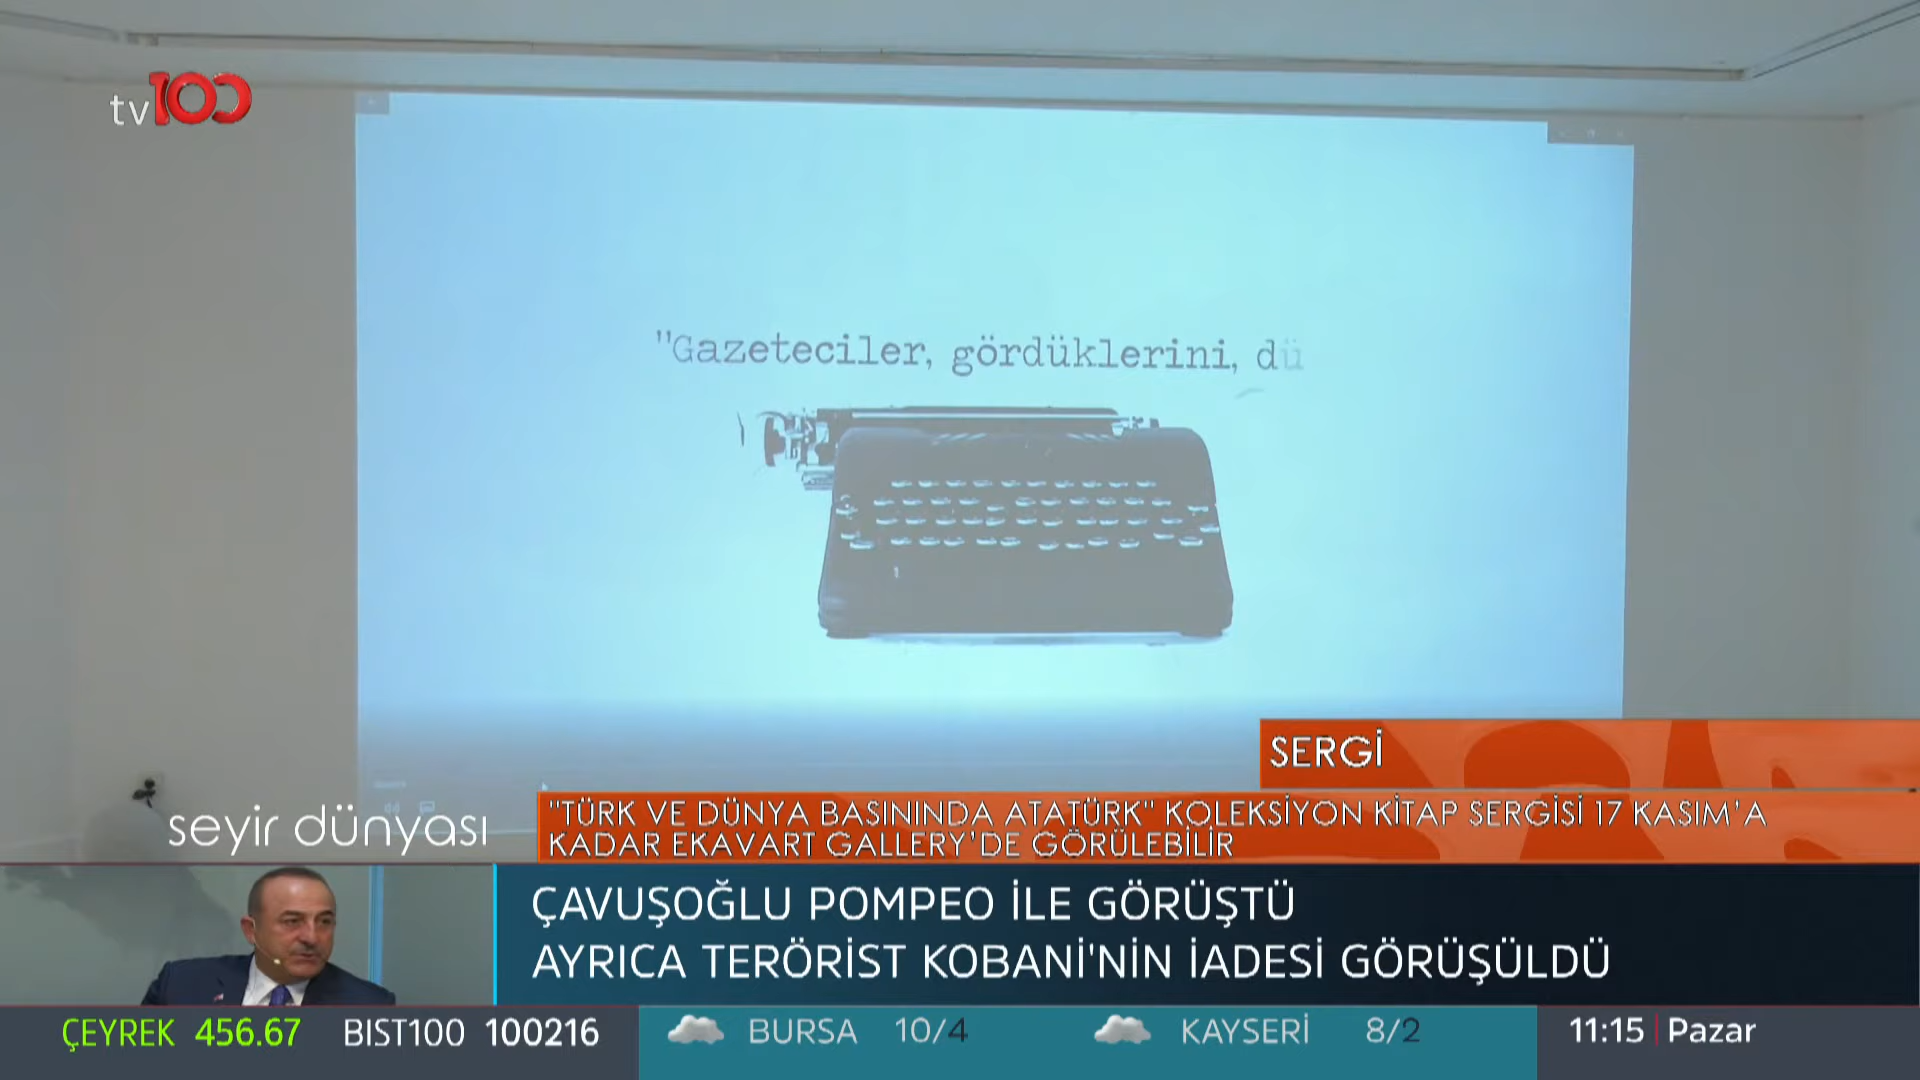 tv100
"Gazeteciler, gördüklerini, dü
SERGİ
seyir dünyası
"TÜRK VE DÜNYA BASININDA ATATÜRK" KOLEKSİYON KİTAP SERGİSİ 17 KASIM'A
KADAR EKAVART GALLERY'DE GÖRÜLEBİLİR
ÇAVUŞOĞLU POMPEO İLE GÖRÜŞTÜ
AYRICA TERÖRİST KOBANİ'NİN İADESİ GÖRÜŞÜLDÜ
ÇEYREK 456.67 BIST100 100216 BURSA 10/4 KAYSERİ 8/2 11:15 Pazar